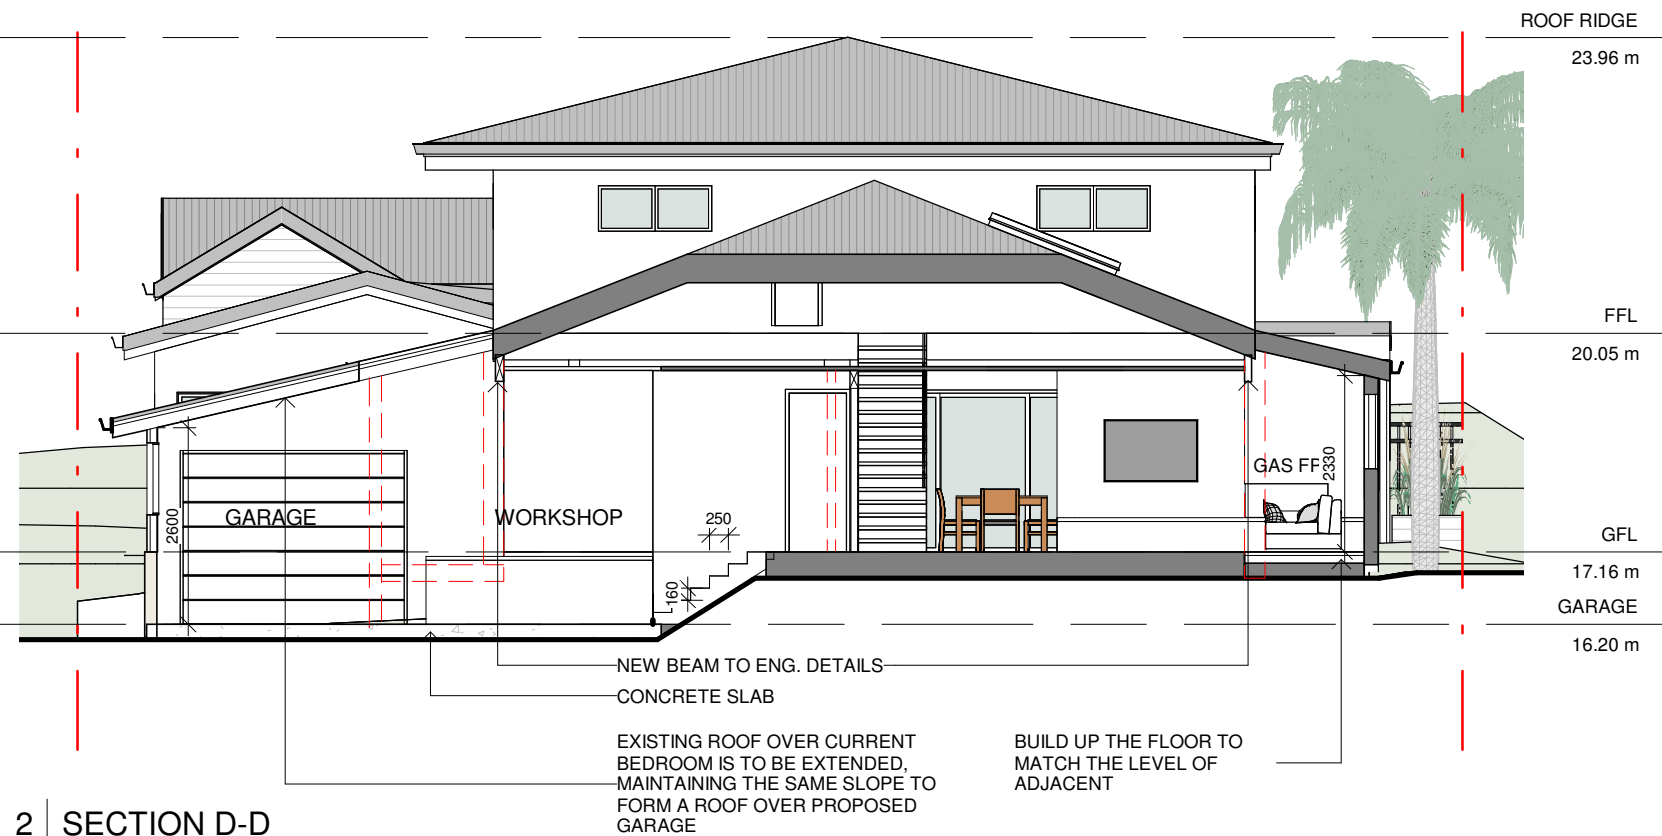 ROOF RIDGE
23.96 m
FFL
20.05 m
GAS FF
2330
GARAGE
WORKSHOP
2600
250
160
GFL
17.16 m
GARAGE
16.20 m
NEW BEAM TO ENG. DETAILS
CONCRETE SLAB
EXISTING ROOF OVER CURRENT
BEDROOM IS TO BE EXTENDED,
MAINTAINING THE SAME SLOPE TO
FORM A ROOF OVER PROPOSED
GARAGE
BUILD UP THE FLOOR TO
MATCH THE LEVEL OF
ADJACENT
2 SECTION D-D